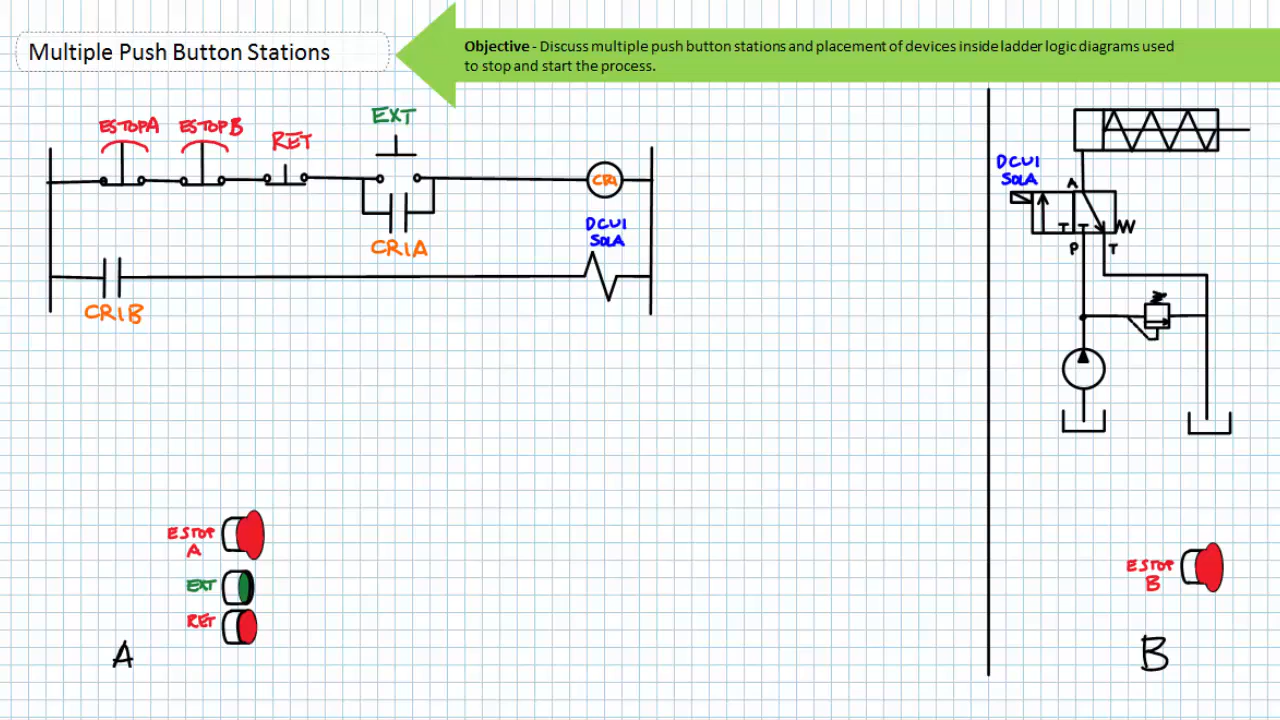 Multiple Push Button Stations
Objective - Discuss multiple push button stations and placement of devices inside ladder logic diagrams used
to stop and start the process.
ESTOPA
ESTOPB
RET
EXT
CR1
CR1A
DCV1
SOLA
CR1B
DCV1
SOLA
A
T T
P T
ESTOP
A
EXT
RET
A
ESTOP
B
B